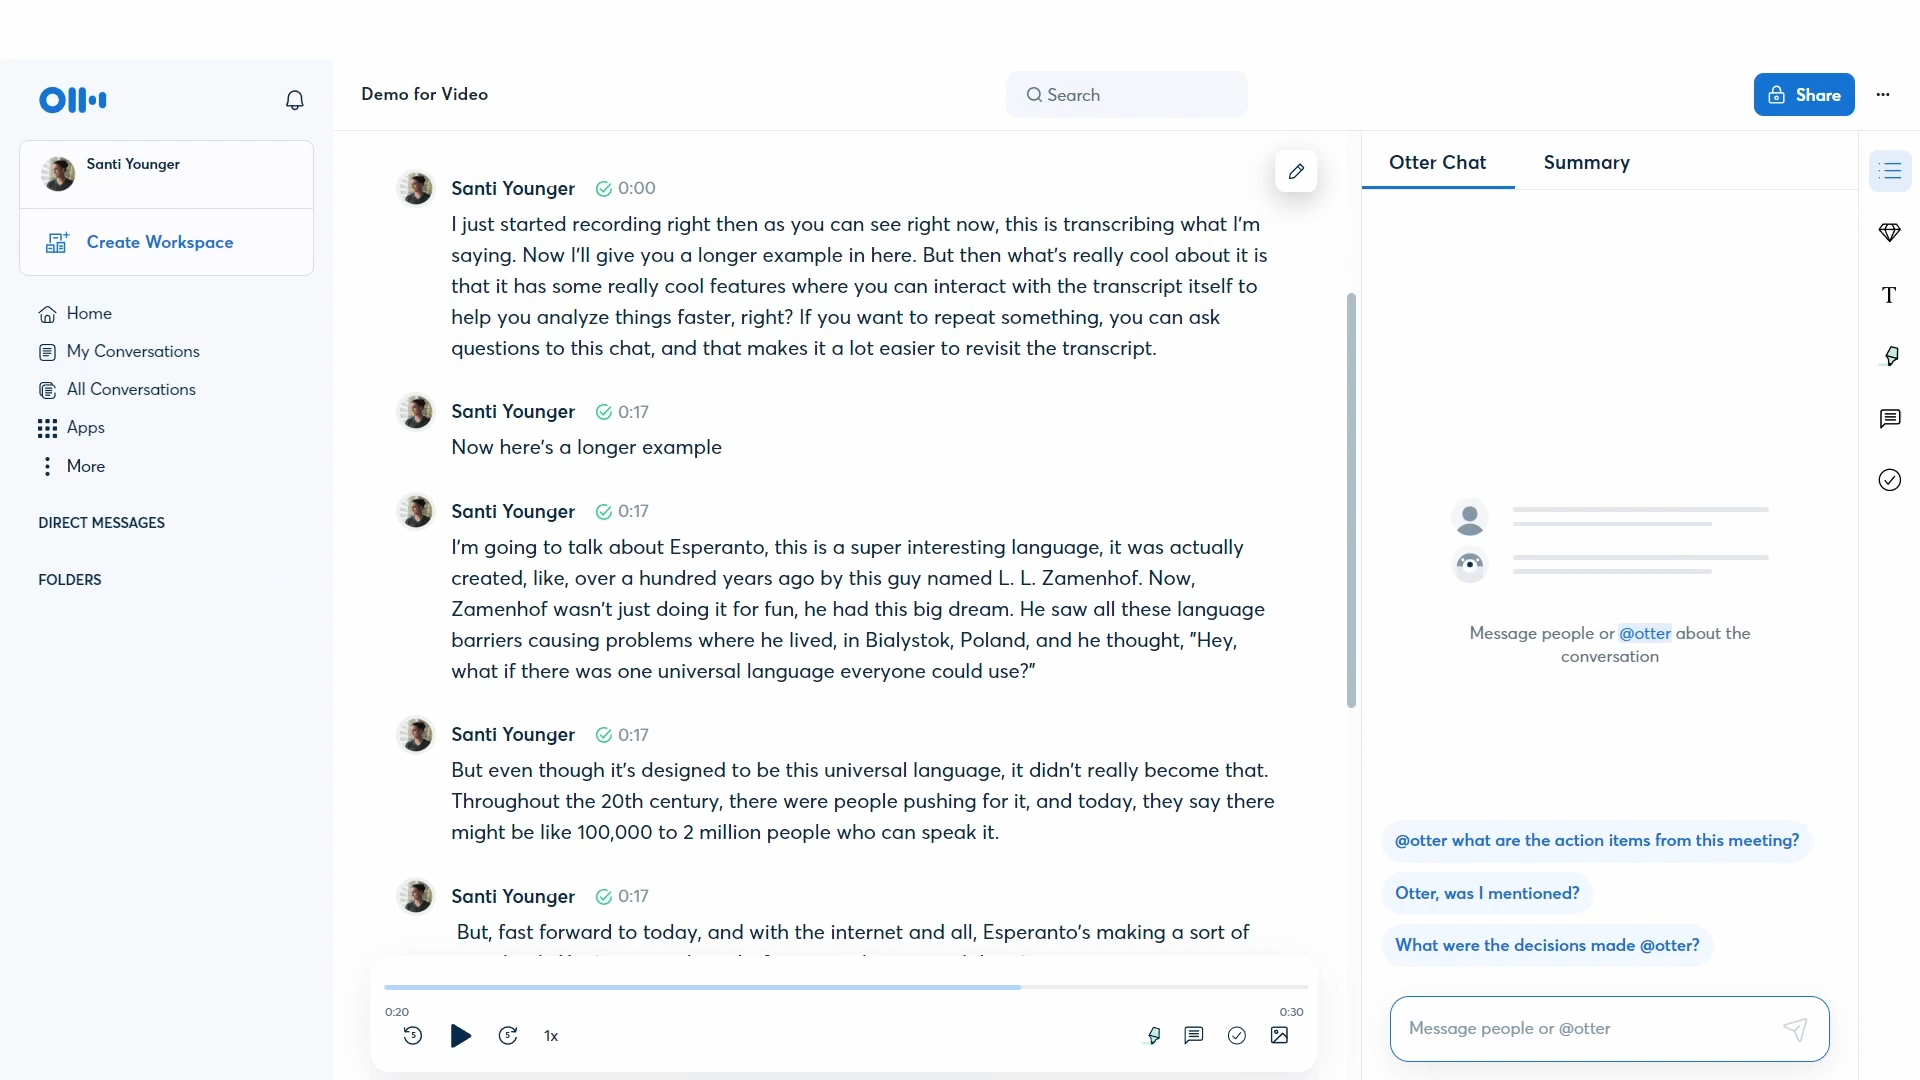 Demo for Video
Search
Share
Santi Younger
Create Workspace
Home
My Conversations
All Conversations
Apps
More
DIRECT MESSAGES
FOLDERS
Santi Younger 0:00
I just started recording right then as you can see right now, this is transcribing what I'm
saying. Now I'll give you a longer example in here. But then what's really cool about it is
that it has some really cool features where you can interact with the transcript itself to
help you analyze things faster, right? If you want to repeat something, you can ask
questions to this chat, and that makes it a lot easier to revisit the transcript.
Santi Younger 0:17
Now here's a longer example
Santi Younger 0:17
I'm going to talk about Esperanto, this is a super interesting language, it was actually
created, like, over a hundred years ago by this guy named L. L. Zamenhof. Now,
Zamenhof wasn't just doing it for fun, he had this big dream. He saw all these language
barriers causing problems where he lived, in Bialystok, Poland, and he thought, "Hey,
what if there was one universal language everyone could use?"
Santi Younger 0:17
But even though it's designed to be this universal language, it didn't really become that.
Throughout the 20th century, there were people pushing for it, and today, they say there
might be like 100,000 to 2 million people who can speak it.
Santi Younger 0:17
But, fast forward to today, and with the internet and all, Esperanto's making a sort of
0:20
0:30
5
5
1x
Otter Chat
Summary
T
Message people or @otter about the
conversation
@otter what are the action items from this meeting?
Otter, was I mentioned?
What were the decisions made @otter?
Message people or @otter